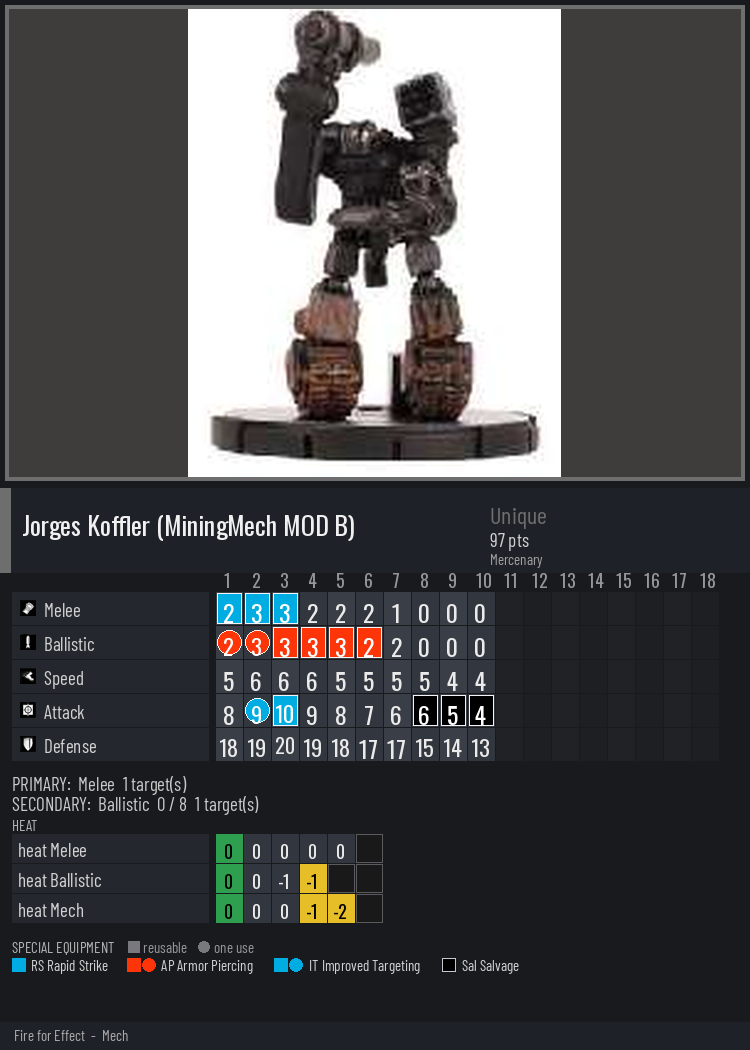 Jorges Koffler (MiningMech MOD B)
Unique
97 pts
Mercenary
1 2 3 4 5 6 7 8 9 10 11 12 13 14 15 16 17 18
Melee 2 3 3 2 2 2 1 0 0 0
Ballistic 2 3 3 3 3 2 2 0 0 0
Speed 5 6 6 6 5 5 5 5 4 4
Attack 8 9 10 9 8 7 6 6 5 4
Defense 18 19 20 19 18 17 17 15 14 13
PRIMARY: Melee 1 target(s)
SECONDARY: Ballistic 0 / 8 1 target(s)
HEAT
heat Melee 0 0 0 0 0
heat Ballistic 0 0 -1 -1
heat Mech 0 0 0 -1 -2
SPECIAL EQUIPMENT reusable one use
RS Rapid Strike AP Armor Piercing IT Improved Targeting Sal Salvage
Fire for Effect - Mech